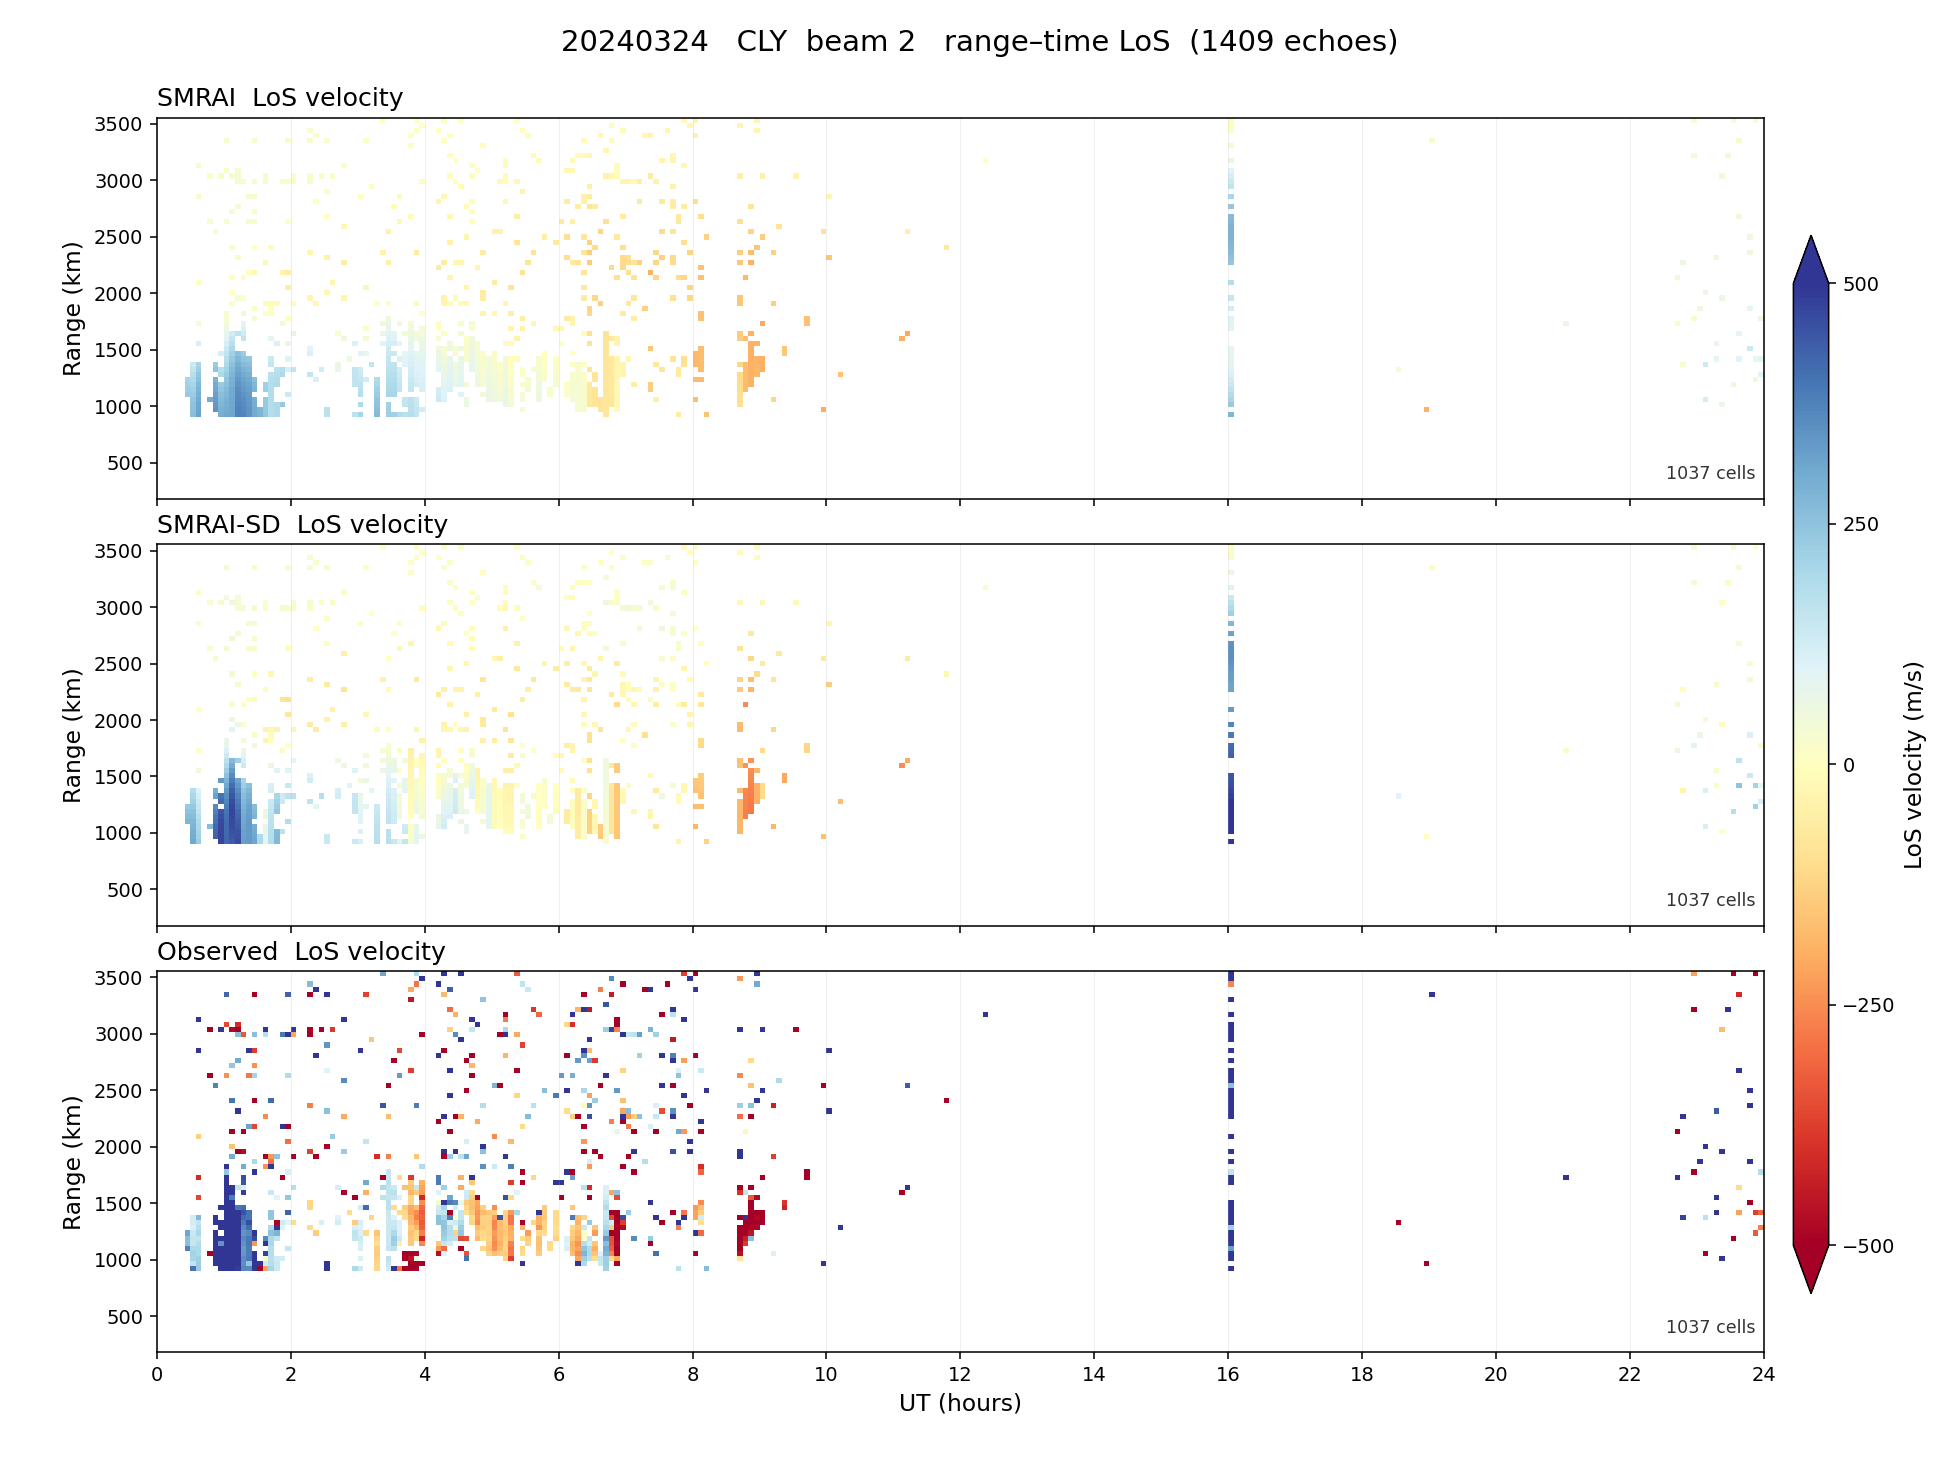 20240324   CLY  beam 2   range–time LoS  (1409 echoes)
SMRAI  LoS velocity
3500
3000
2500
2000
1500
1000
500
Range (km)
1037 cells
SMRAI-SD  LoS velocity
3500
3000
2500
2000
1500
1000
500
Range (km)
1037 cells
Observed  LoS velocity
3500
3000
2500
2000
1500
1000
500
Range (km)
1037 cells
0 2 4 6 8 10 12 14 16 18 20 22 24
UT (hours)
500
250
0
−250
−500
LoS velocity (m/s)